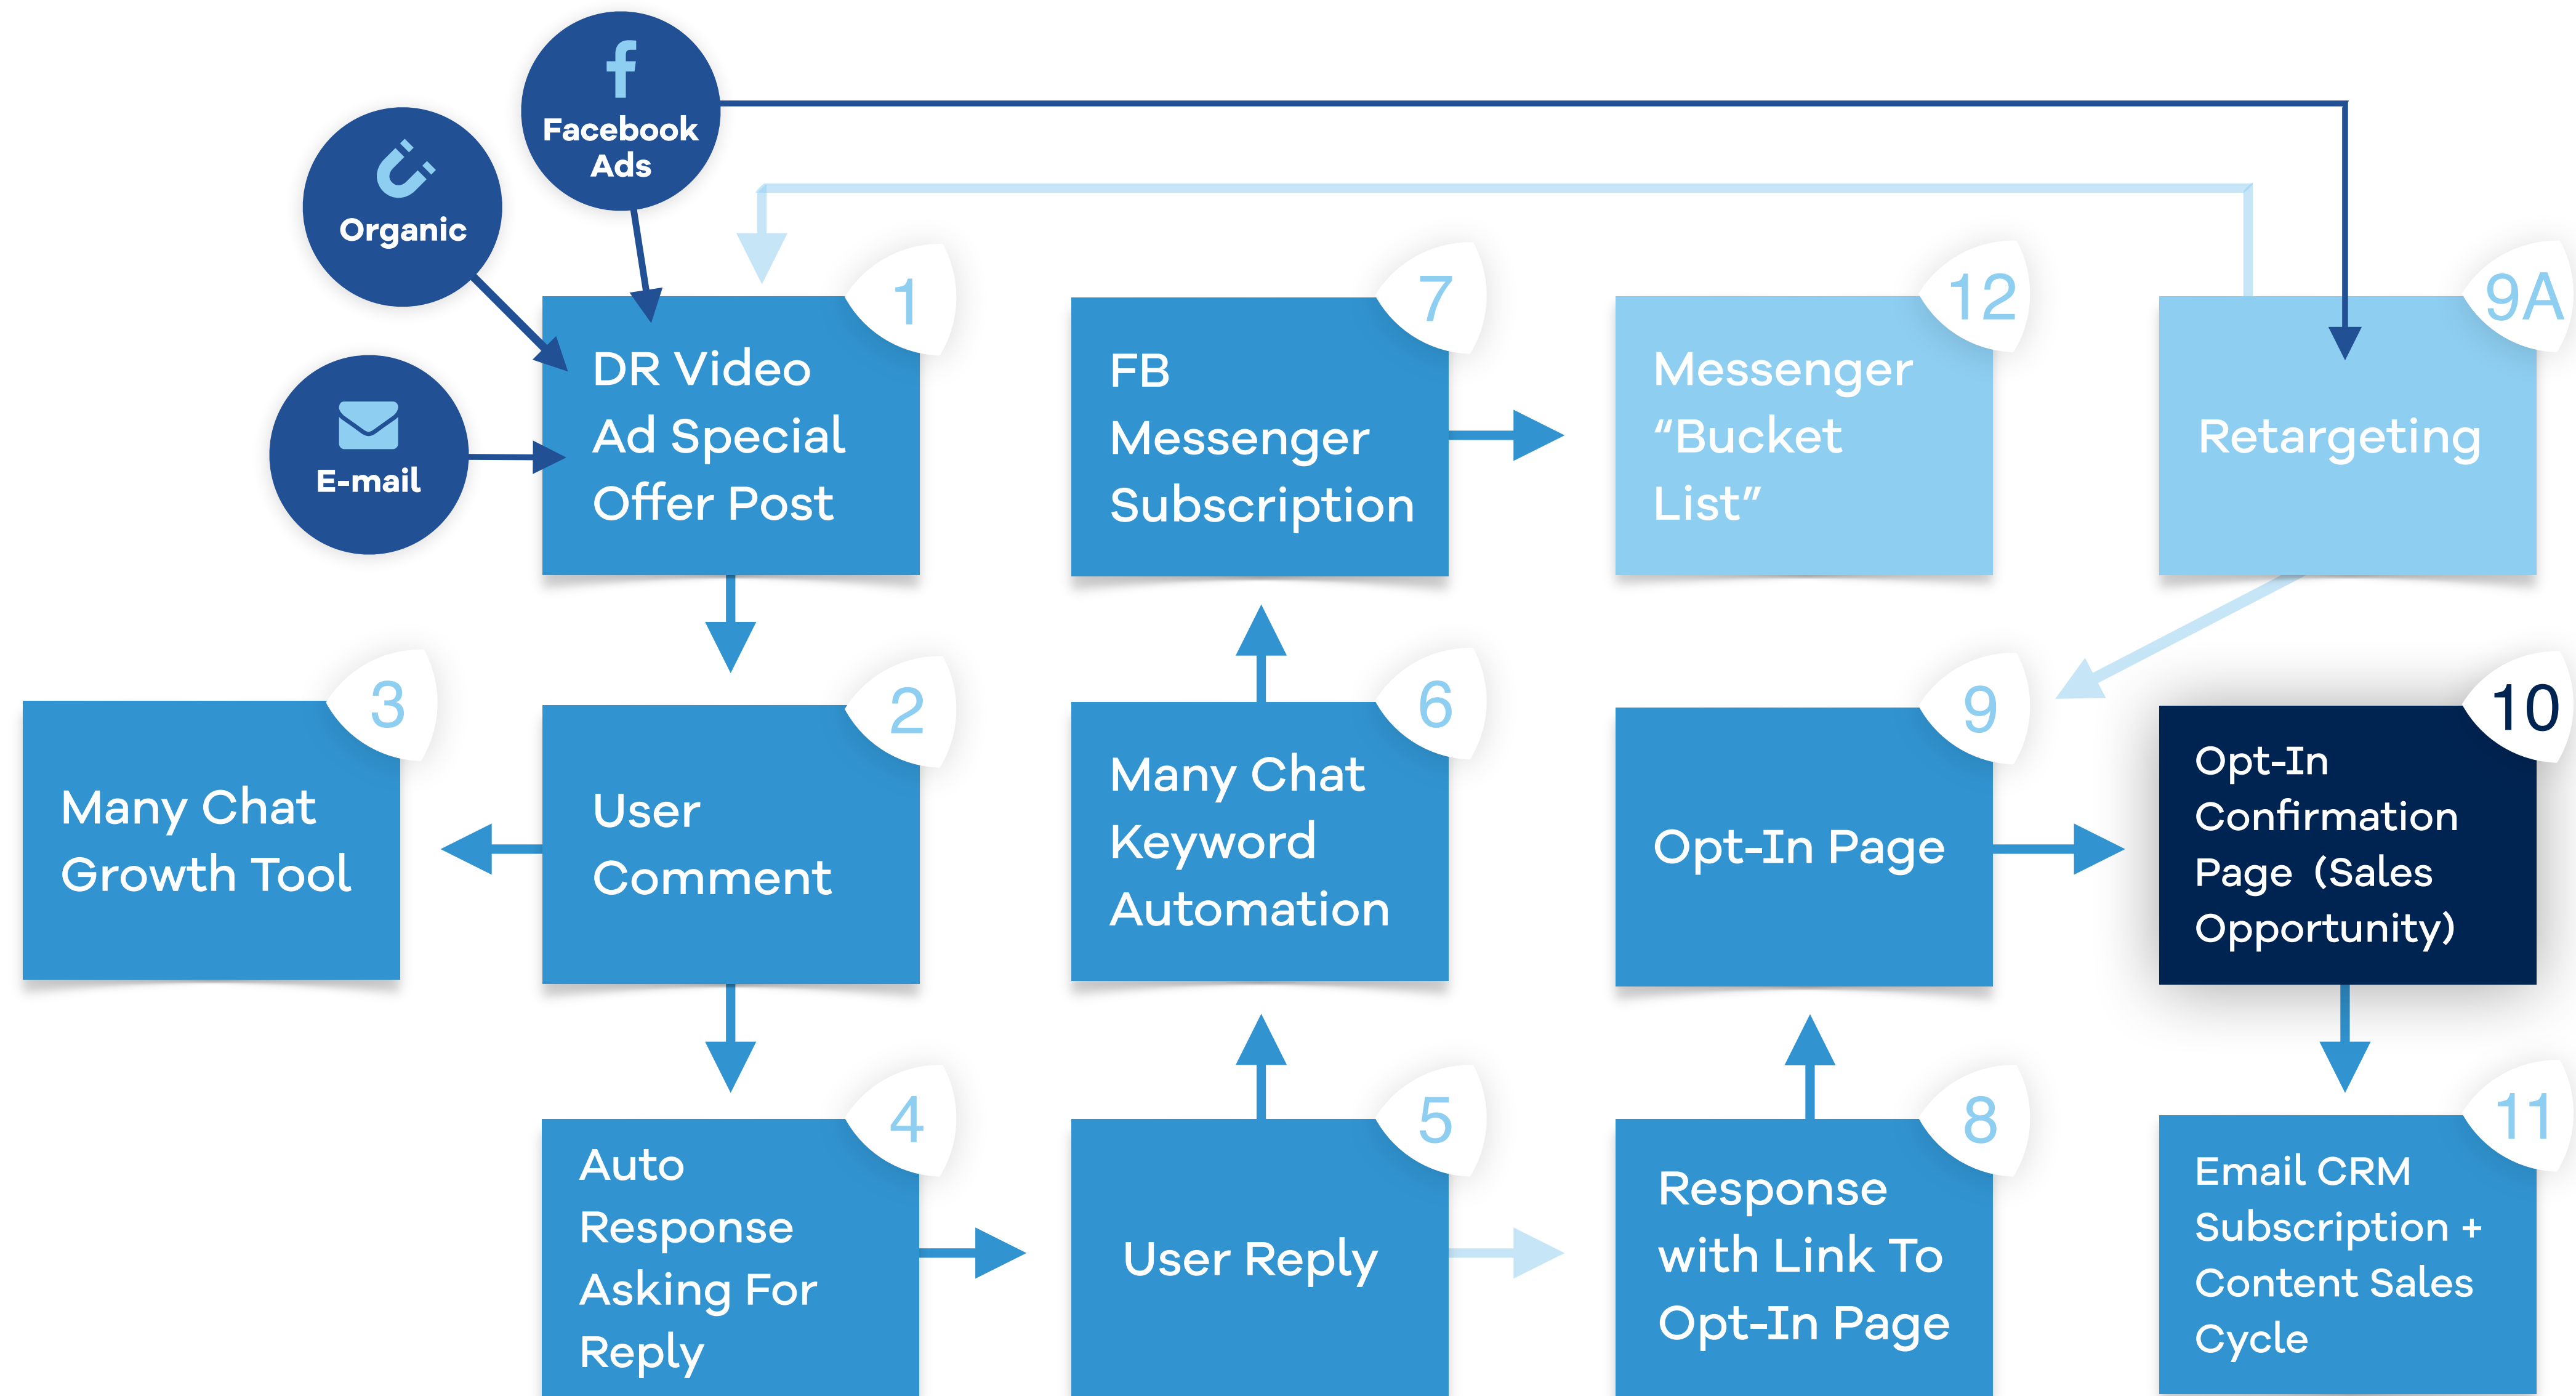 Facebook
Ads
Organic
E-mail
1
DR Video
Ad Special
Offer Post
7
FB
Messenger
Subscription
12
Messenger
“Bucket
List”
9A
Retargeting
3
Many Chat
Growth Tool
2
User
Comment
6
Many Chat
Keyword
Automation
9
Opt-In Page
10
Opt-In
Confirmation
Page (Sales
Opportunity)
4
Auto
Response
Asking For
Reply
5
User Reply
8
Response
with Link To
Opt-In Page
11
Email CRM
Subscription +
Content Sales
Cycle